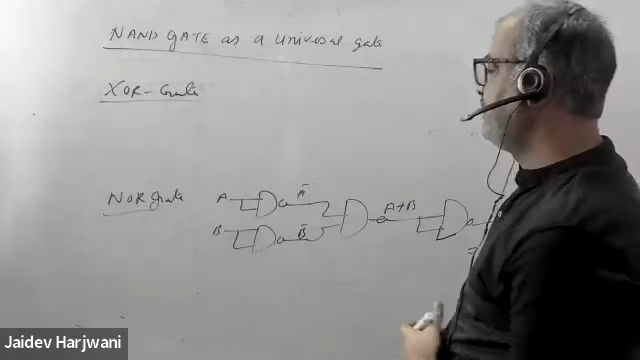 NAND GATE as a universal gate
XOR-Gate
NOR gate
A
Ā
B
B̄
A+B
Jaidev Harjwani